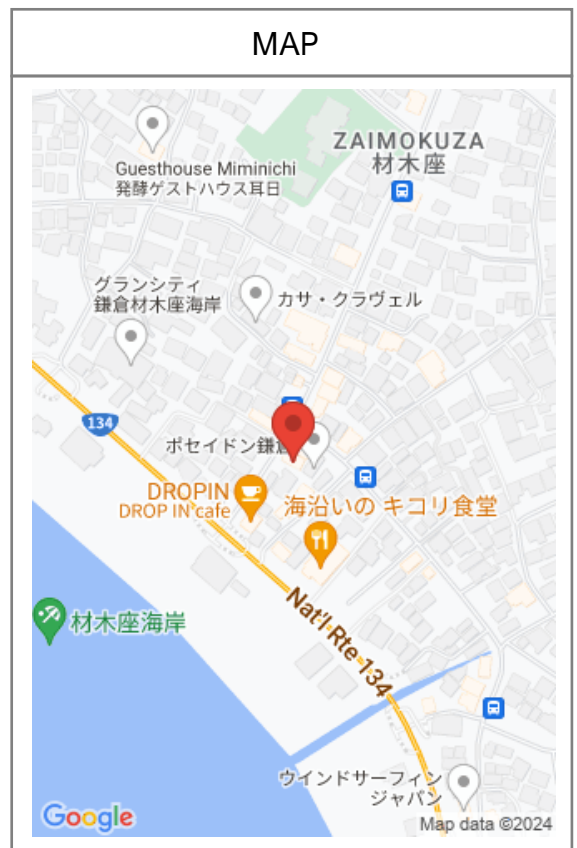 MAP
ZAIMOKUZA
材木座
Guesthouse Miminichi
発酵ゲストハウス耳日
グランシティ
鎌倉材木座海岸
カサ・クラヴェル
134
ポセイドン鎌倉
DROPIN
DROP IN cafe
海沿いの キコリ食堂
材木座海岸
Nat'l Rte 134
ウインドサーフィン
ジャパン
Google
Map data ©2024